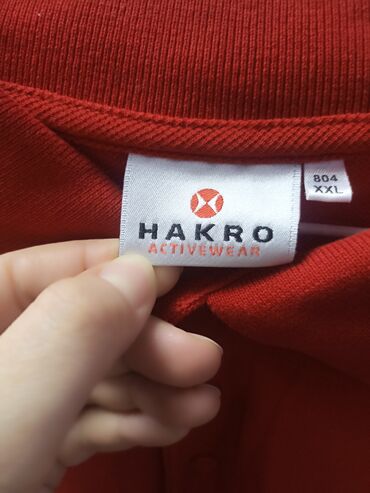 HAKRO
ACTIVEWEAR
804
XXL